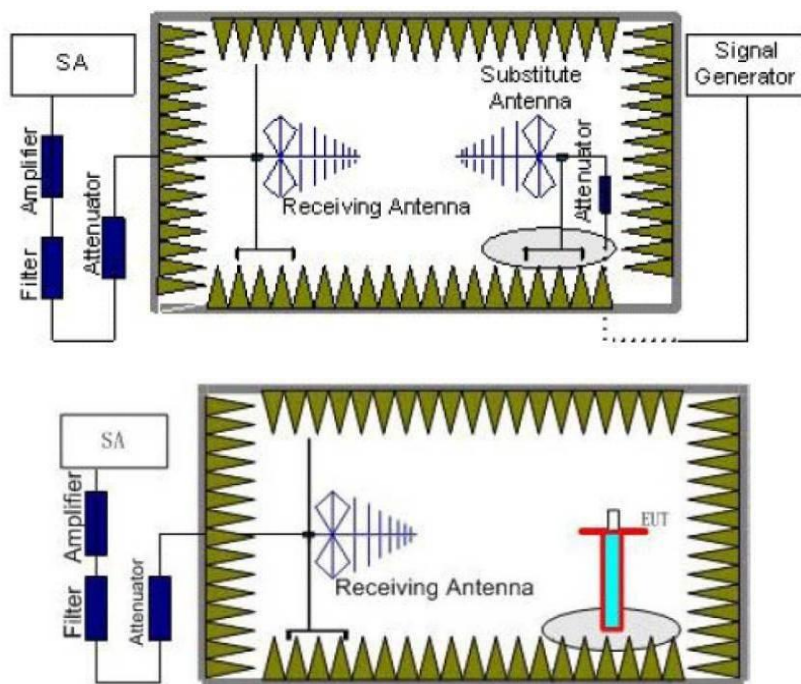 SA
Signal
Generator
Substitute
Antenna
Amplifier
Filter
Attenuator
Receiving Antenna
Attenuator
SA
Amplifier
Filter
Attenuator
Receiving Antenna
EUT